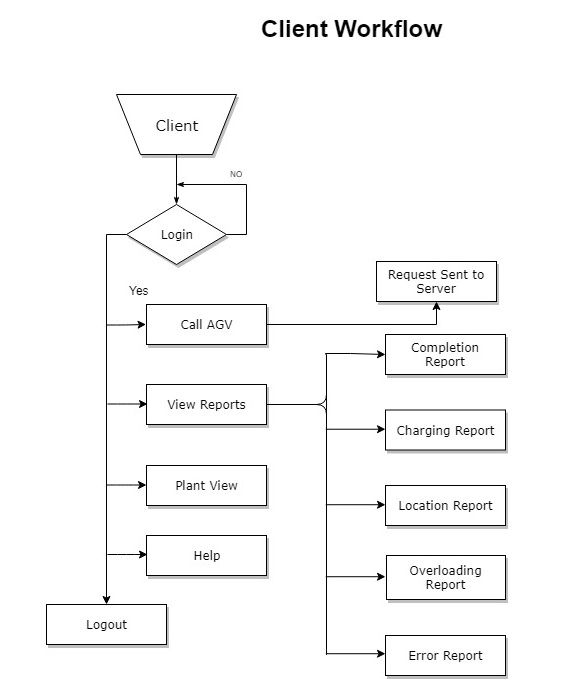 Client Workflow
Client
NO
Login
Yes
Request Sent to
Server
Call AGV
Completion
Report
View Reports
Charging Report
Plant View
Location Report
Help
Overloading
Report
Logout
Error Report